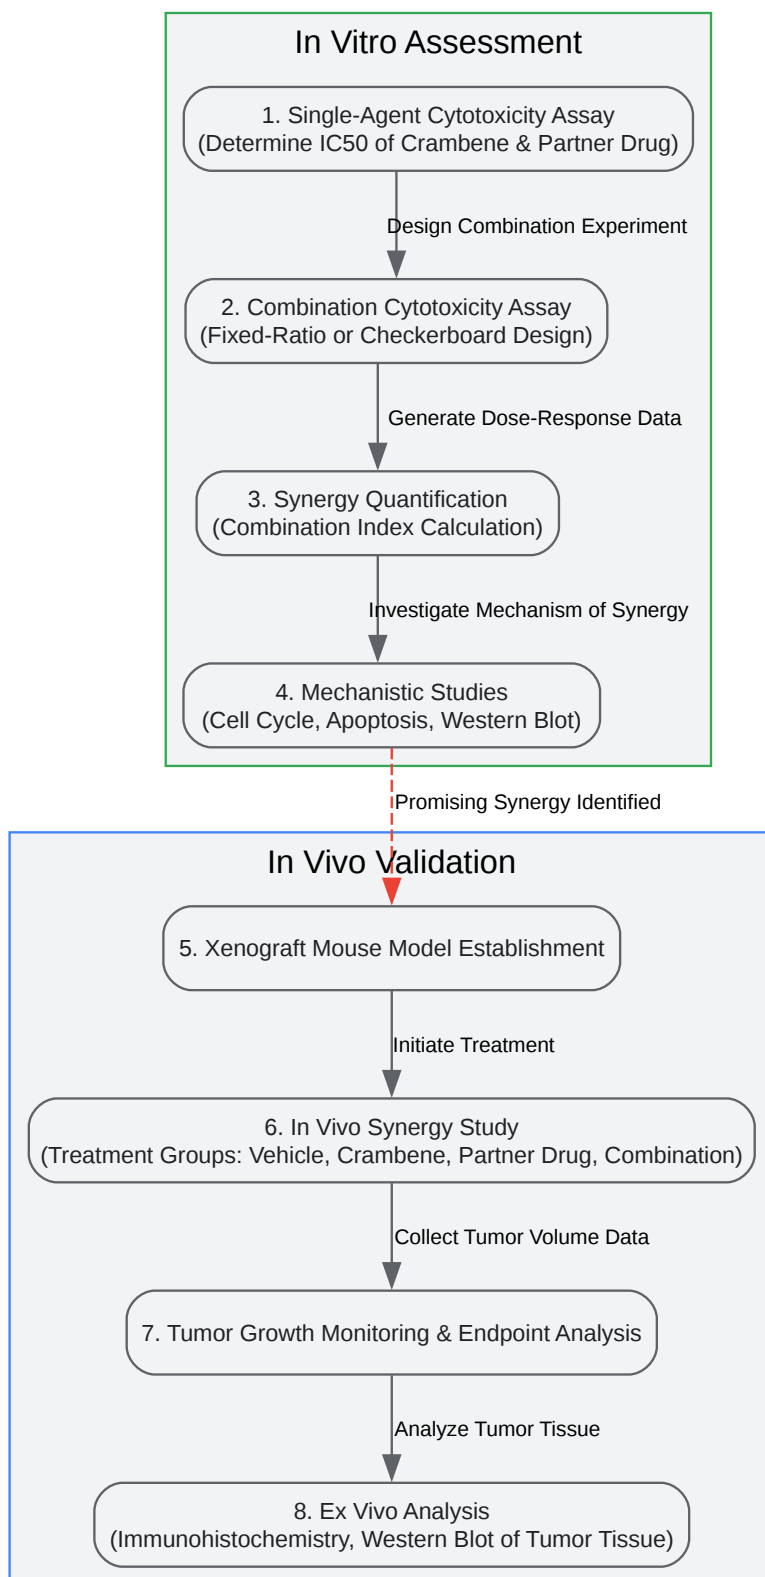 In Vitro Assessment
1. Single-Agent Cytotoxicity Assay
(Determine IC50 of Crambene & Partner Drug)
Design Combination Experiment
2. Combination Cytotoxicity Assay
(Fixed-Ratio or Checkerboard Design)
Generate Dose-Response Data
3. Synergy Quantification
(Combination Index Calculation)
Investigate Mechanism of Synergy
4. Mechanistic Studies
(Cell Cycle, Apoptosis, Western Blot)
Promising Synergy Identified
In Vivo Validation
5. Xenograft Mouse Model Establishment
Initiate Treatment
6. In Vivo Synergy Study
(Treatment Groups: Vehicle, Crambene, Partner Drug, Combination)
Collect Tumor Volume Data
7. Tumor Growth Monitoring & Endpoint Analysis
Analyze Tumor Tissue
8. Ex Vivo Analysis
(Immunohistochemistry, Western Blot of Tumor Tissue)